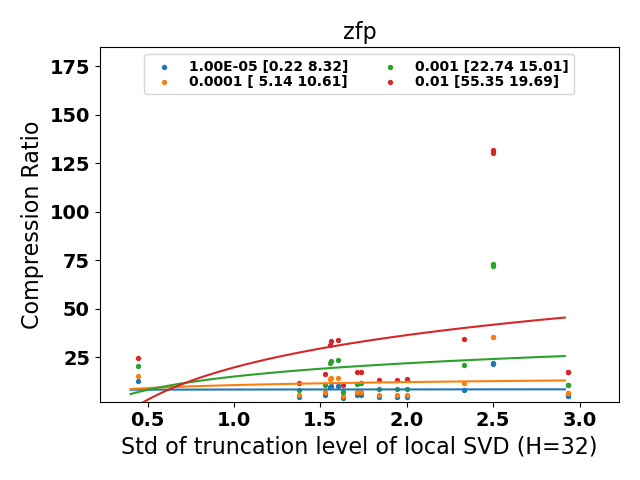 zfp
1.00E-05 [0.22 8.32]
0.0001 [ 5.14 10.61]
0.001 [22.74 15.01]
0.01 [55.35 19.69]
Compression Ratio
175
150
125
100
75
50
25
0.5 1.0 1.5 2.0 2.5 3.0
Std of truncation level of local SVD (H=32)